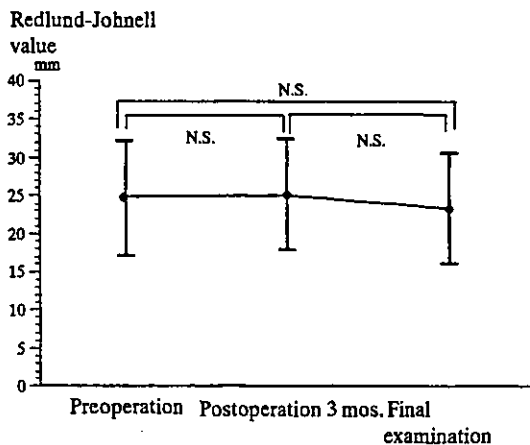 Redlund-Johnell
value
mm
40
35
30
25
20
15
10
5
0
N.S.
N.S.
N.S.
Preoperation Postoperation 3 mos. Final
examination